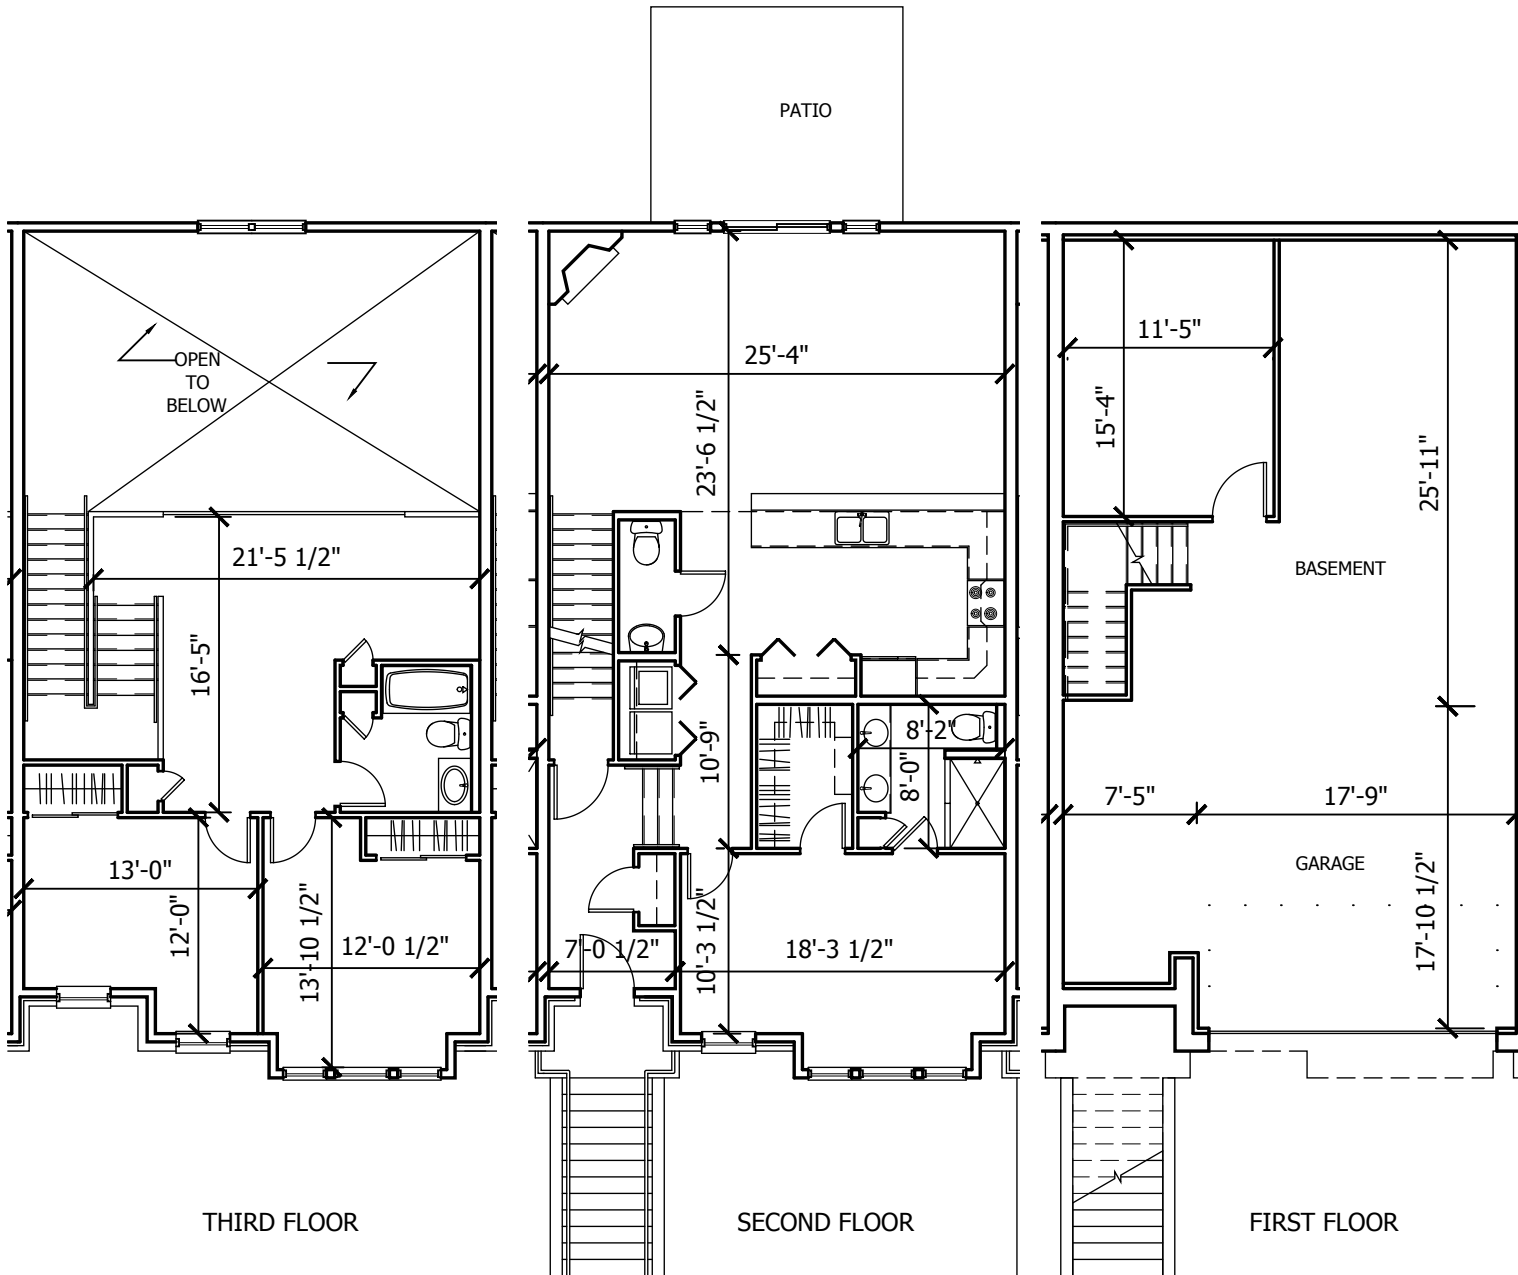 PATIO
OPEN
TO
BELOW
21'-5 1/2"
16'-5"
13'-0"
12'-0"
13'-10 1/2"
12'-0 1/2"
THIRD FLOOR
25'-4"
23'-6 1/2"
10'-9"
8'-2"
8'-0"
7'-0 1/2"
10'-3 1/2"
18'-3 1/2"
SECOND FLOOR
11'-5"
15'-4"
25'-11"
BASEMENT
7'-5"
17'-9"
GARAGE
17'-10 1/2"
FIRST FLOOR